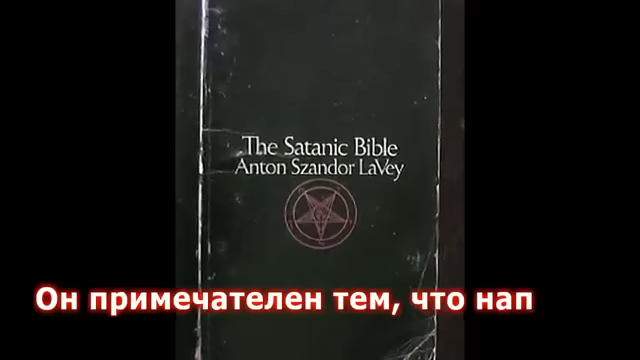 The Satanic Bible
Anton Szandor LaVey
Он примечателен тем, что нап